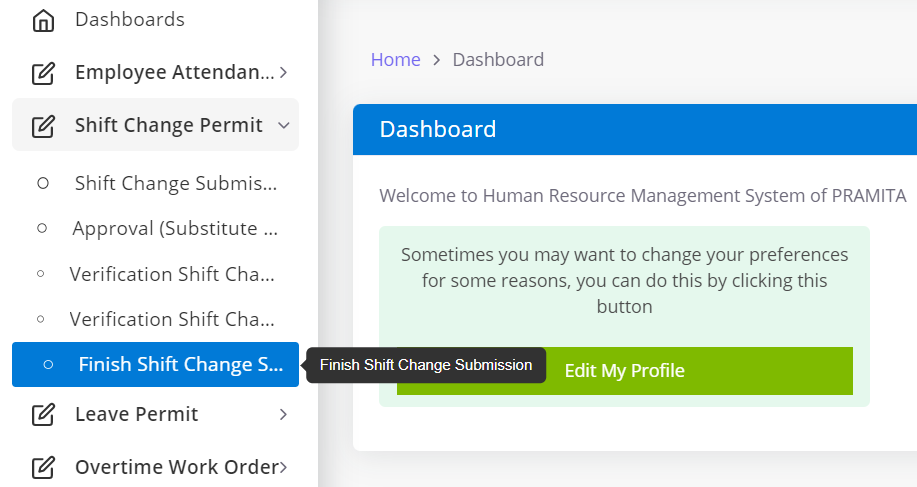 Dashboards
Employee Attendan...
Shift Change Permit
Shift Change Submis...
Approval (Substitute ...
Verification Shift Cha...
Verification Shift Cha...
Finish Shift Change S...
Finish Shift Change Submission
Leave Permit
Overtime Work Order
Home > Dashboard
Dashboard
Welcome to Human Resource Management System of PRAMITA
Sometimes you may want to change your preferences
for some reasons, you can do this by clicking this
button
Edit My Profile